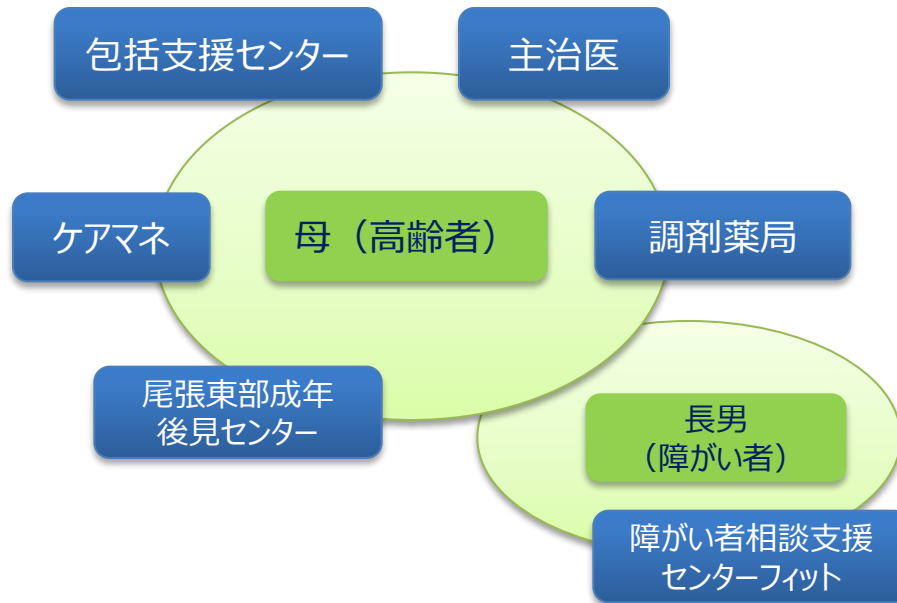 包括支援センター
主治医
ケアマネ
母（高齢者）
調剤薬局
尾張東部成年
後見センター
長男
（障がい者）
障がい者相談支援
センターフィット